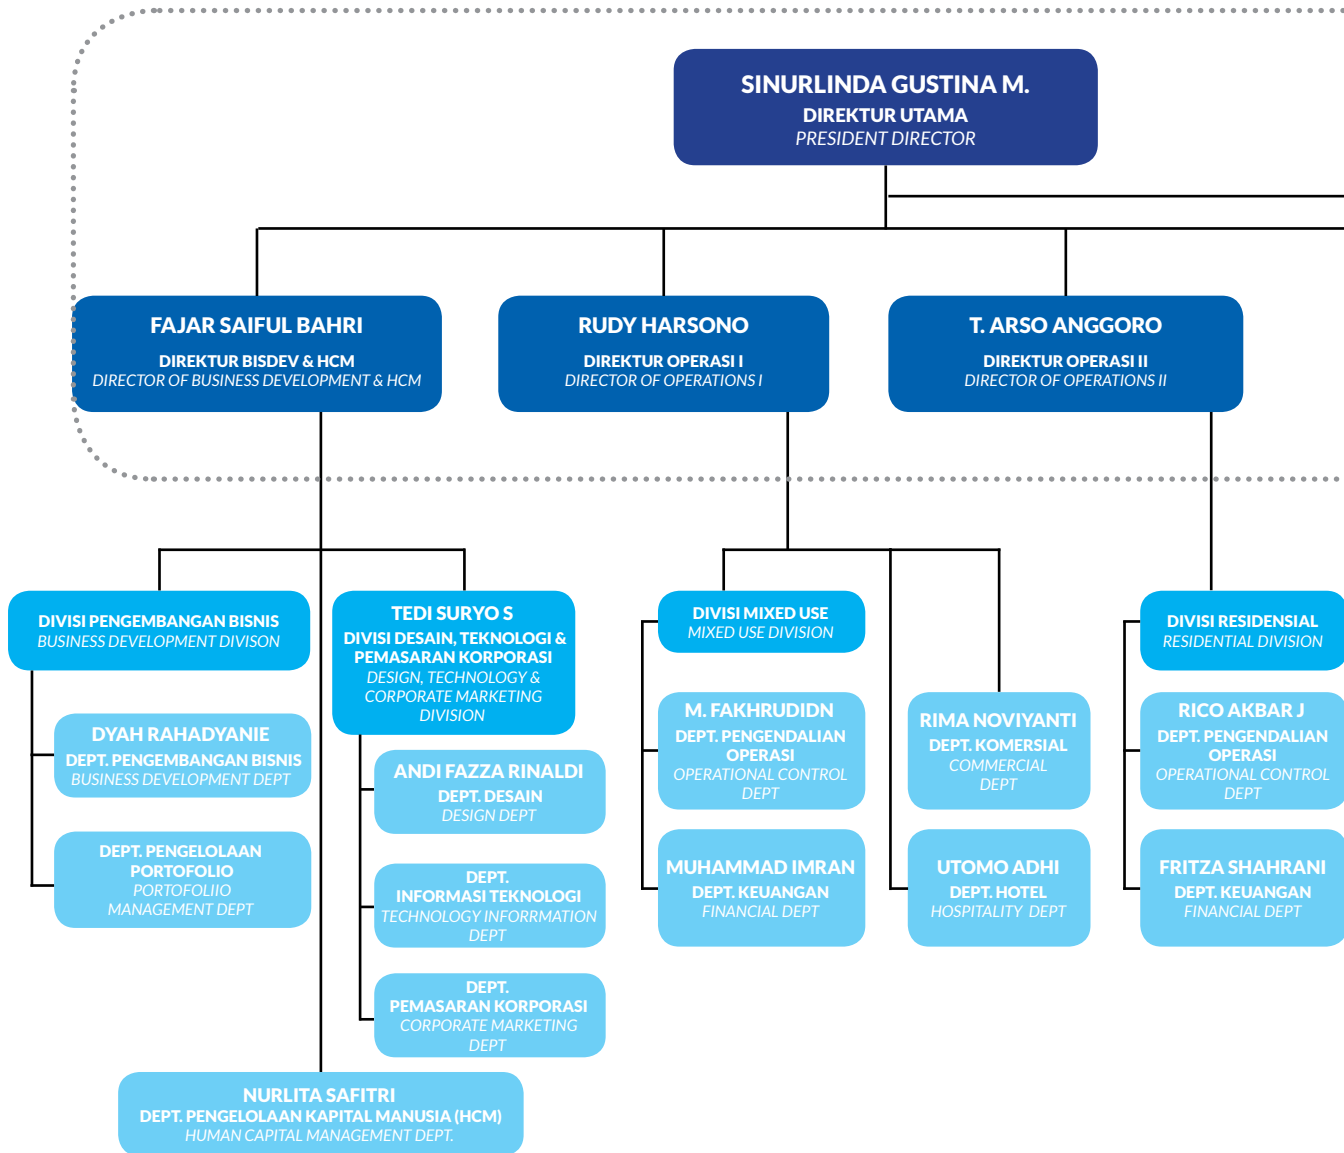 SINURLINDA GUSTINA M.
DIREKTUR UTAMA
PRESIDENT DIRECTOR
FAJAR SAIFUL BAHRI
DIREKTUR BISDEV & HCM
DIRECTOR OF BUSINESS DEVELOPMENT & HCM
RUDY HARSONO
DIREKTUR OPERASI I
DIRECTOR OF OPERATIONS I
T. ARSO ANGGORO
DIREKTUR OPERASI II
DIRECTOR OF OPERATIONS II
DIVISI PENGEMBANGAN BISNIS
BUSINESS DEVELOPMENT DIVISON
DYAH RAHADYANIE
DEPT. PENGEMBANGAN BISNIS
BUSINESS DEVELOPMENT DEPT
DEPT. PENGELOLAAN
PORTOFOLIO
PORTOFOLIIO
MANAGEMENT DEPT
TEDI SURYO S
DIVISI DESAIN, TEKNOLOGI &
PEMASARAN KORPORASI
DESIGN, TECHNOLOGY &
CORPORATE MARKETING
DIVISION
ANDI FAZZA RINALDI
DEPT. DESAIN
DESIGN DEPT
DEPT.
INFORMASI TEKNOLOGI
TECHNOLOGY INFORRMATION
DEPT
DEPT.
PEMASARAN KORPORASI
CORPORATE MARKETING
DEPT
NURLITA SAFITRI
DEPT. PENGELOLAAN KAPITAL MANUSIA (HCM)
HUMAN CAPITAL MANAGEMENT DEPT.
DIVISI MIXED USE
MIXED USE DIVISION
M. FAKHRUDIDN
DEPT. PENGENDALIAN
OPERASI
OPERATIONAL CONTROL
DEPT
MUHAMMAD IMRAN
DEPT. KEUANGAN
FINANCIAL DEPT
RIMA NOVIYANTI
DEPT. KOMERSIAL
COMMERCIAL
DEPT
UTOMO ADHI
DEPT. HOTEL
HOSPITALITY DEPT
DIVISI RESIDENSIAL
RESIDENTIAL DIVISION
RICO AKBAR J
DEPT. PENGENDALIAN
OPERASI
OPERATIONAL CONTROL
DEPT
FRITZA SHAHRANI
DEPT. KEUANGAN
FINANCIAL DEPT